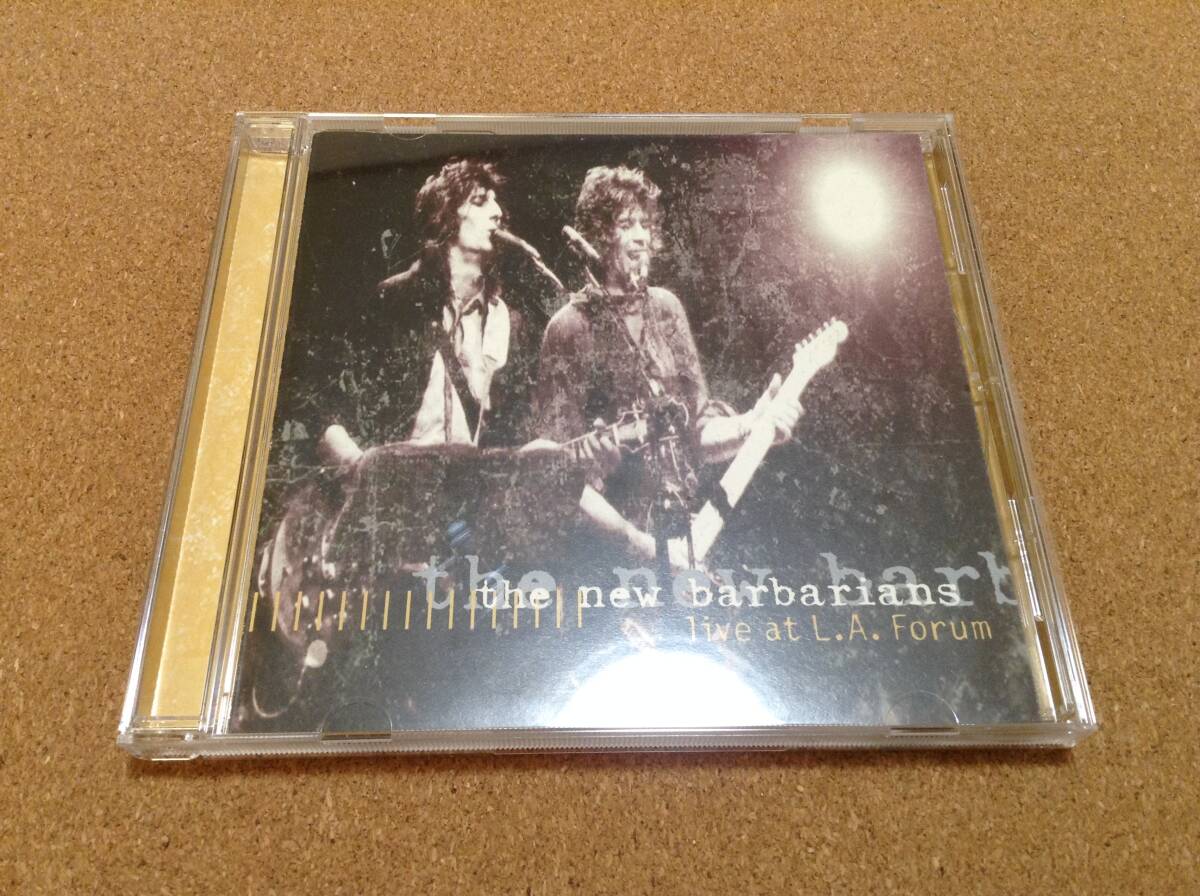 the new barb
the new barbarians
live at L.A. Forum